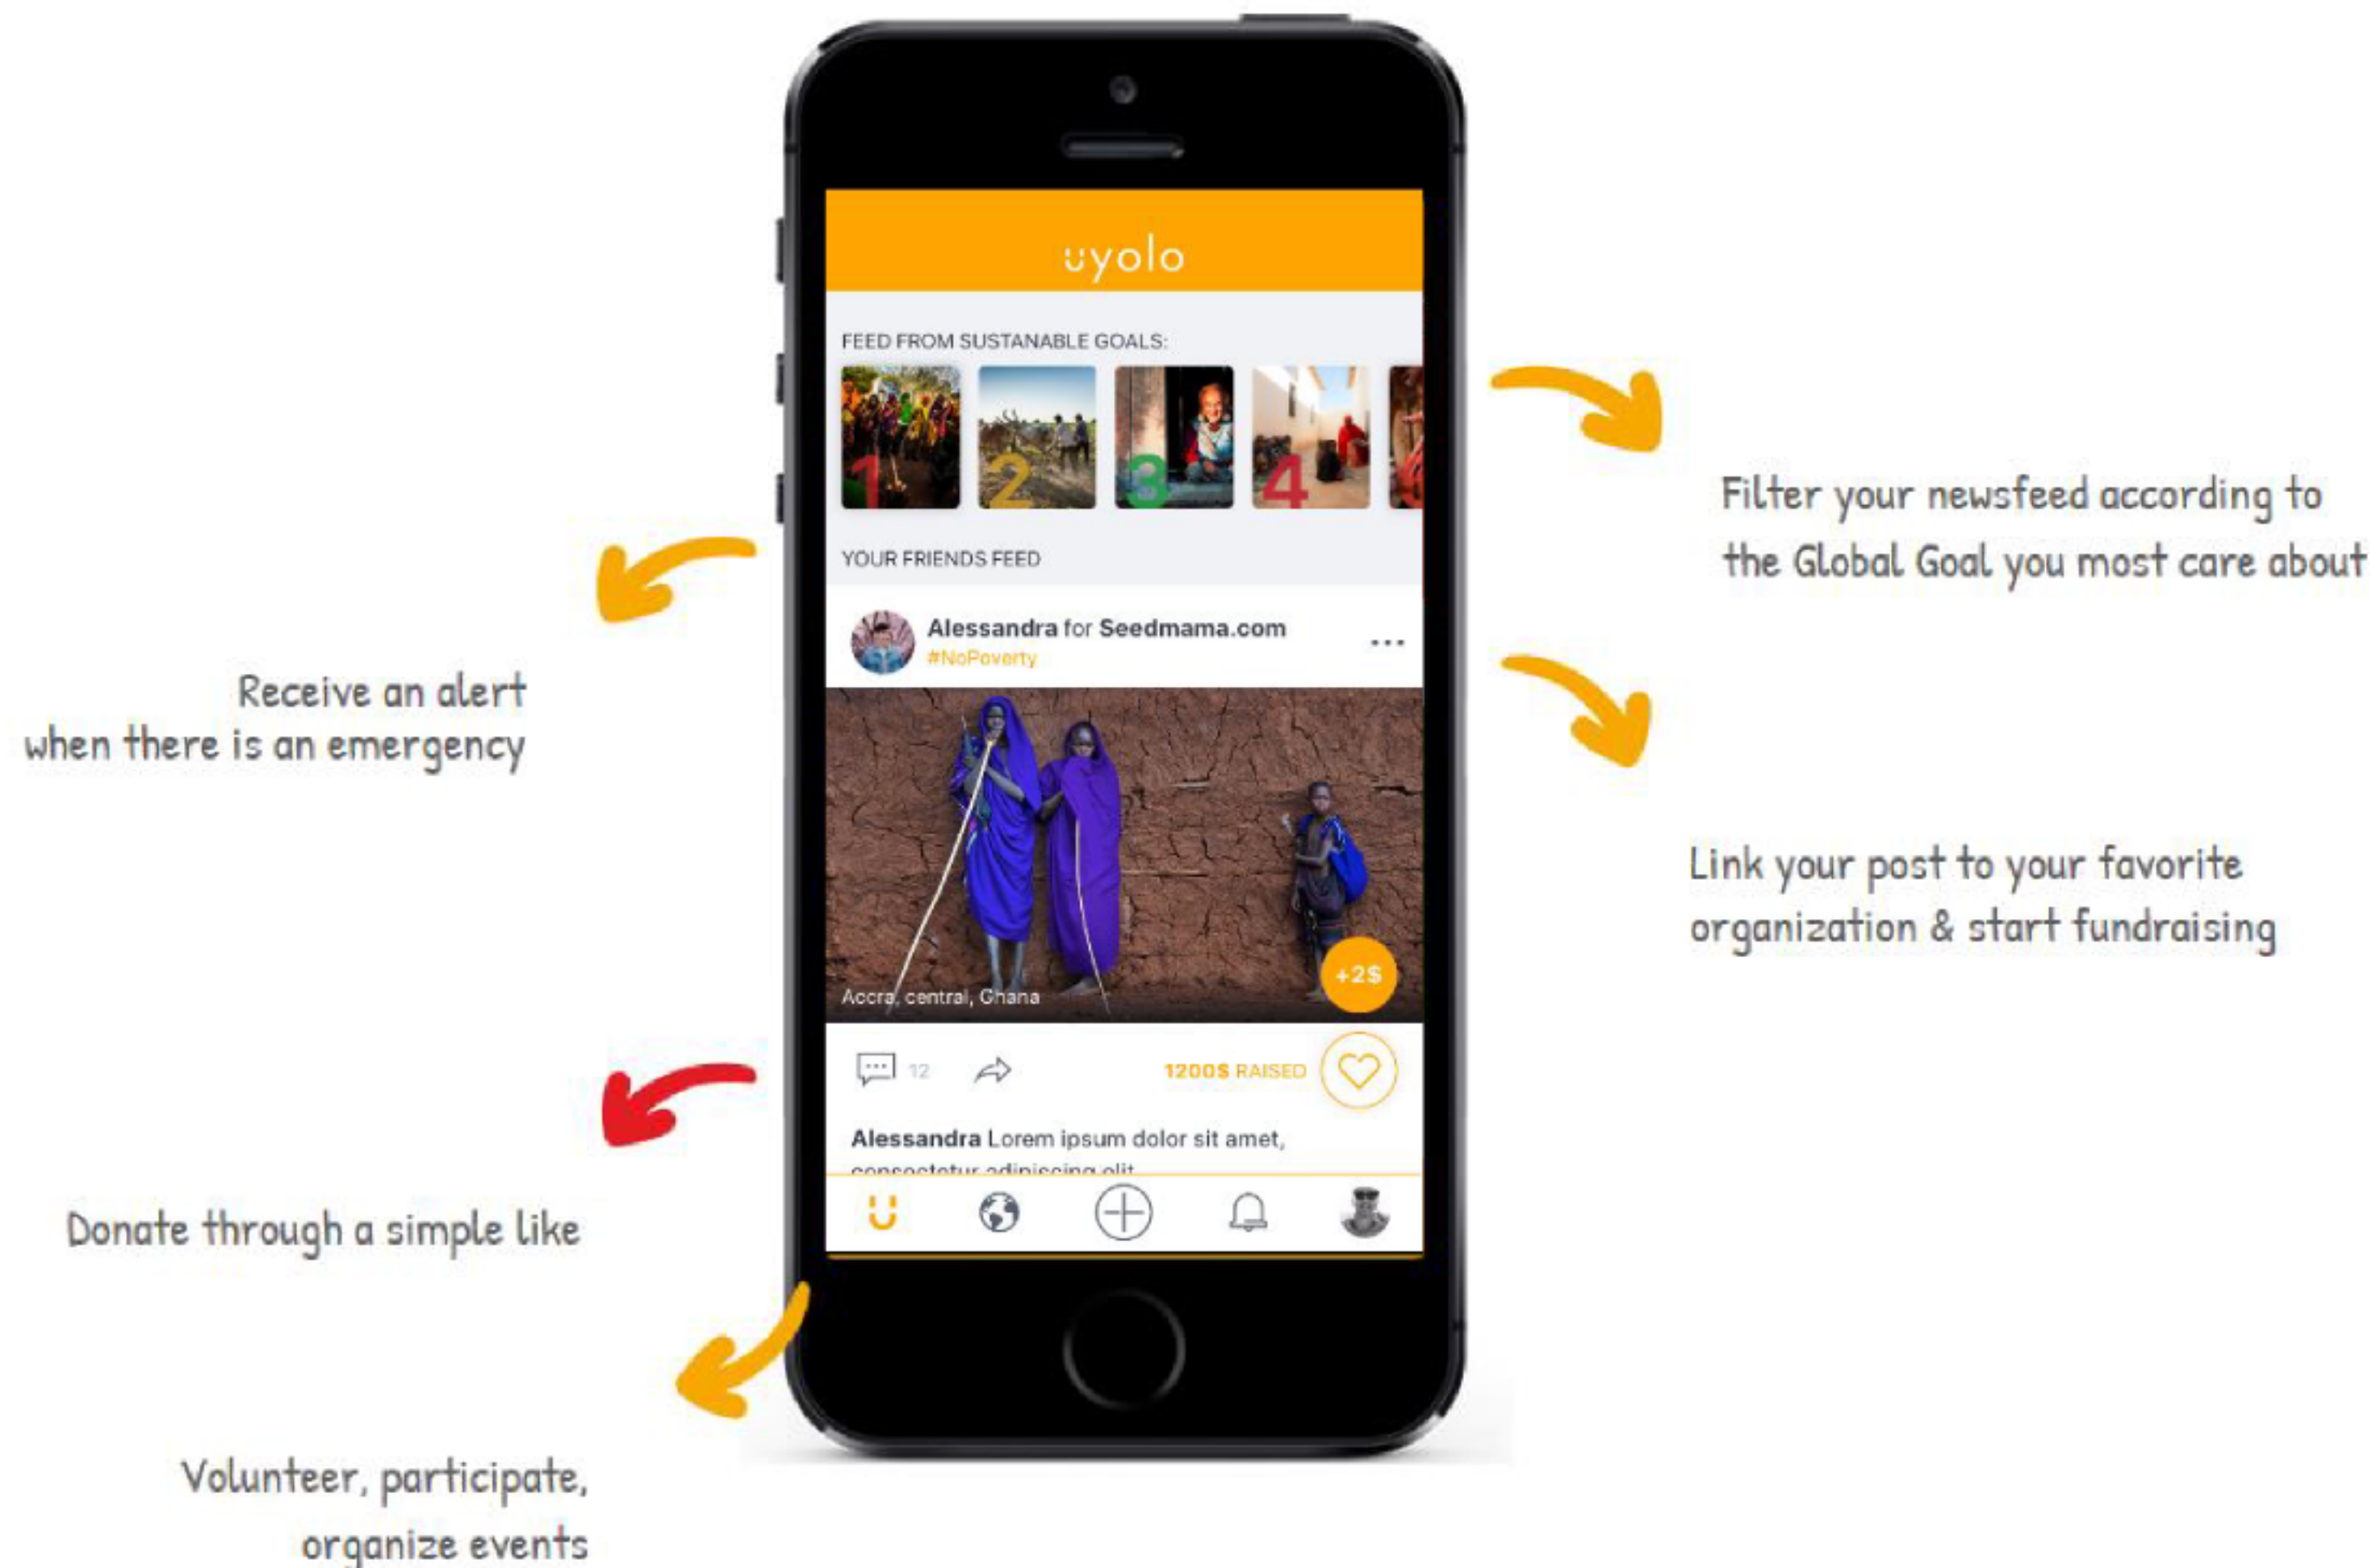 uyolo
FEED FROM SUSTANABLE GOALS:
1 2 3 4
YOUR FRIENDS FEED
Alessandra for Seedmama.com
#NoPoverty
Accra, central, Ghana
+2$
12
1200$ RAISED
Alessandra Lorem ipsum dolor sit amet,
consectetur adipiscing elit
Receive an alert
when there is an emergency
Donate through a simple like
Volunteer, participate,
organize events
Filter your newsfeed according to
the Global Goal you most care about
Link your post to your favorite
organization & start fundraising